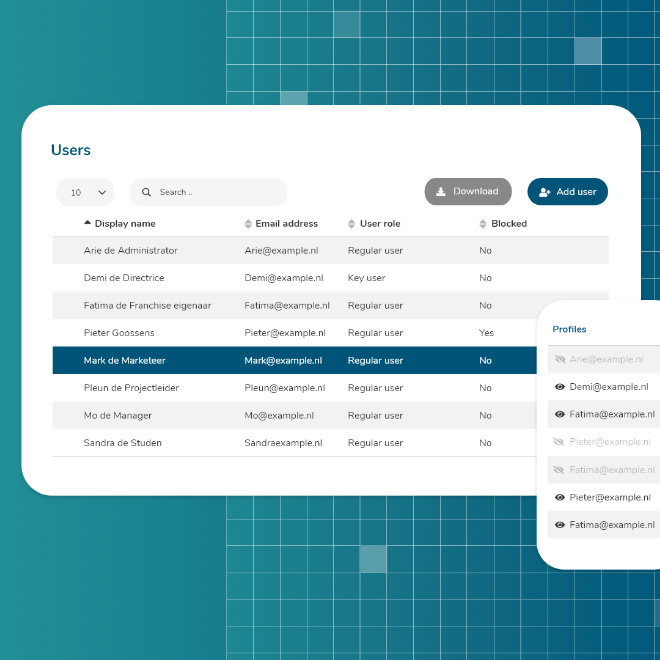 Users
10 Search .. Download Add user
Display name Email address User role Blocked
Arie de Administrator Arie@example.nl Regular user No
Demi de Directrice Demi@example.nl Key user No
Fatima de Franchise eigenaar Fatima@example.nl Regular user No
Pieter Goossens Pieter@example.nl Regular user Yes
Mark de Marketeer Mark@example.nl Regular user No
Pleun de Projectleider Pleun@example.nl Regular user No
Mo de Manager Mo@example.nl Regular user No
Sandra de Studen Sandraexample.nl Regular user No
Profiles
Arie@example.nl
Demi@example.nl
Fatima@example.nl
Pieter@example.nl
Fatima@example.nl
Pieter@example.nl
Fatima@example.nl